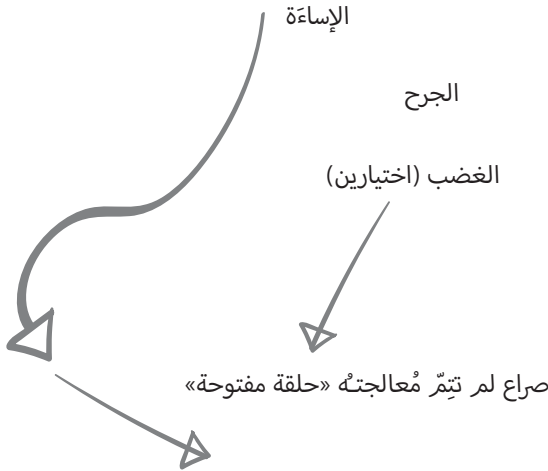 الإساءَة
الجرح
الغضب (اختيارين)
صراع لم تتِمّ مُعالجتهُ «حلقة مفتوحة»